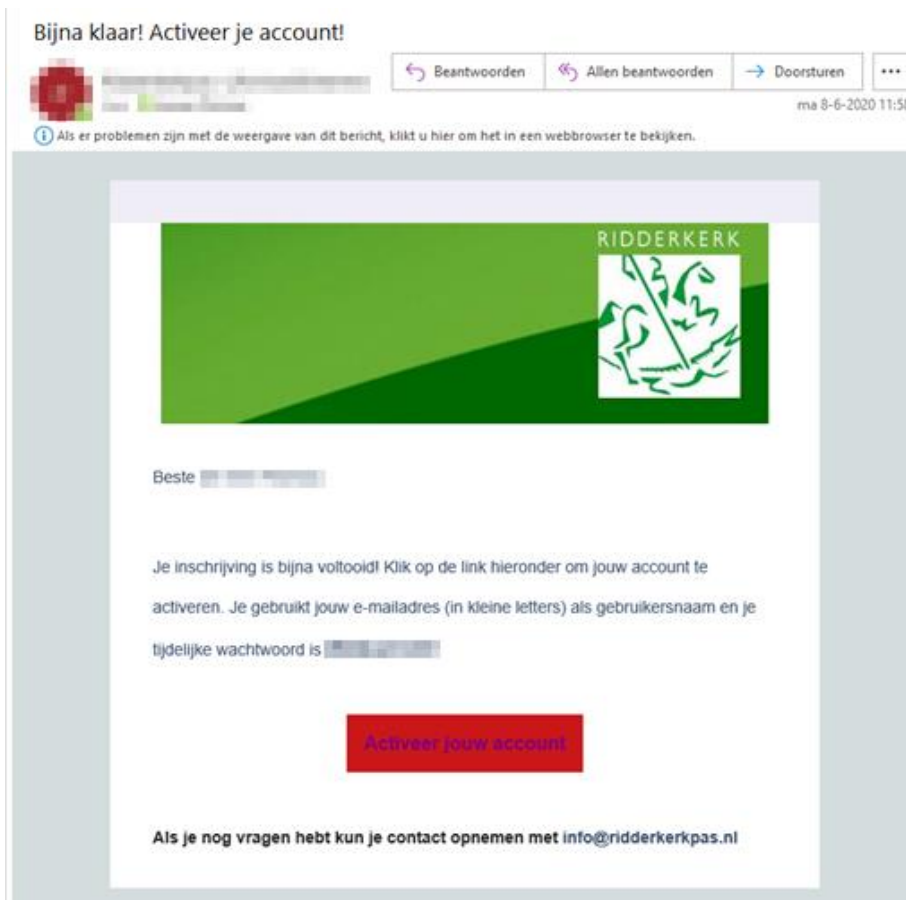 Bijna klaar! Activeer je account!
Beantwoorden
Allen beantwoorden
Doorsturen
ma 8-6-2020 11:58
Als er problemen zijn met de weergave van dit bericht, klikt u hier om het in een webbrowser te bekijken.
RIDDERKERK
Beste
Je inschrijving is bijna voltooid! Klik op de link hieronder om jouw account te
activeren. Je gebruikt jouw e-mailadres (in kleine letters) als gebruikersnaam en je
tijdelijke wachtwoord is
Activeer jouw account
Als je nog vragen hebt kun je contact opnemen met info@ridderkerkpas.nl